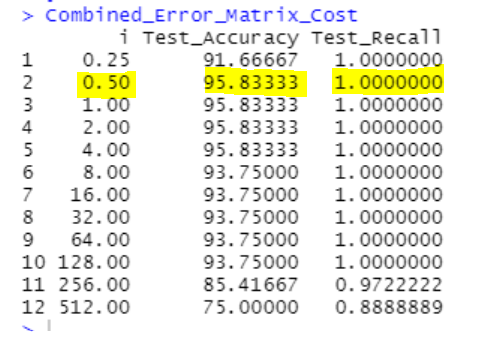 > Combined_Error_Matrix_Cost
i Test_Accuracy Test_Recall
1 0.25 91.66667 1.0000000
2 0.50 95.83333 1.0000000
3 1.00 95.83333 1.0000000
4 2.00 95.83333 1.0000000
5 4.00 95.83333 1.0000000
6 8.00 93.75000 1.0000000
7 16.00 93.75000 1.0000000
8 32.00 93.75000 1.0000000
9 64.00 93.75000 1.0000000
10 128.00 93.75000 1.0000000
11 256.00 85.41667 0.9722222
12 512.00 75.00000 0.8888889
>